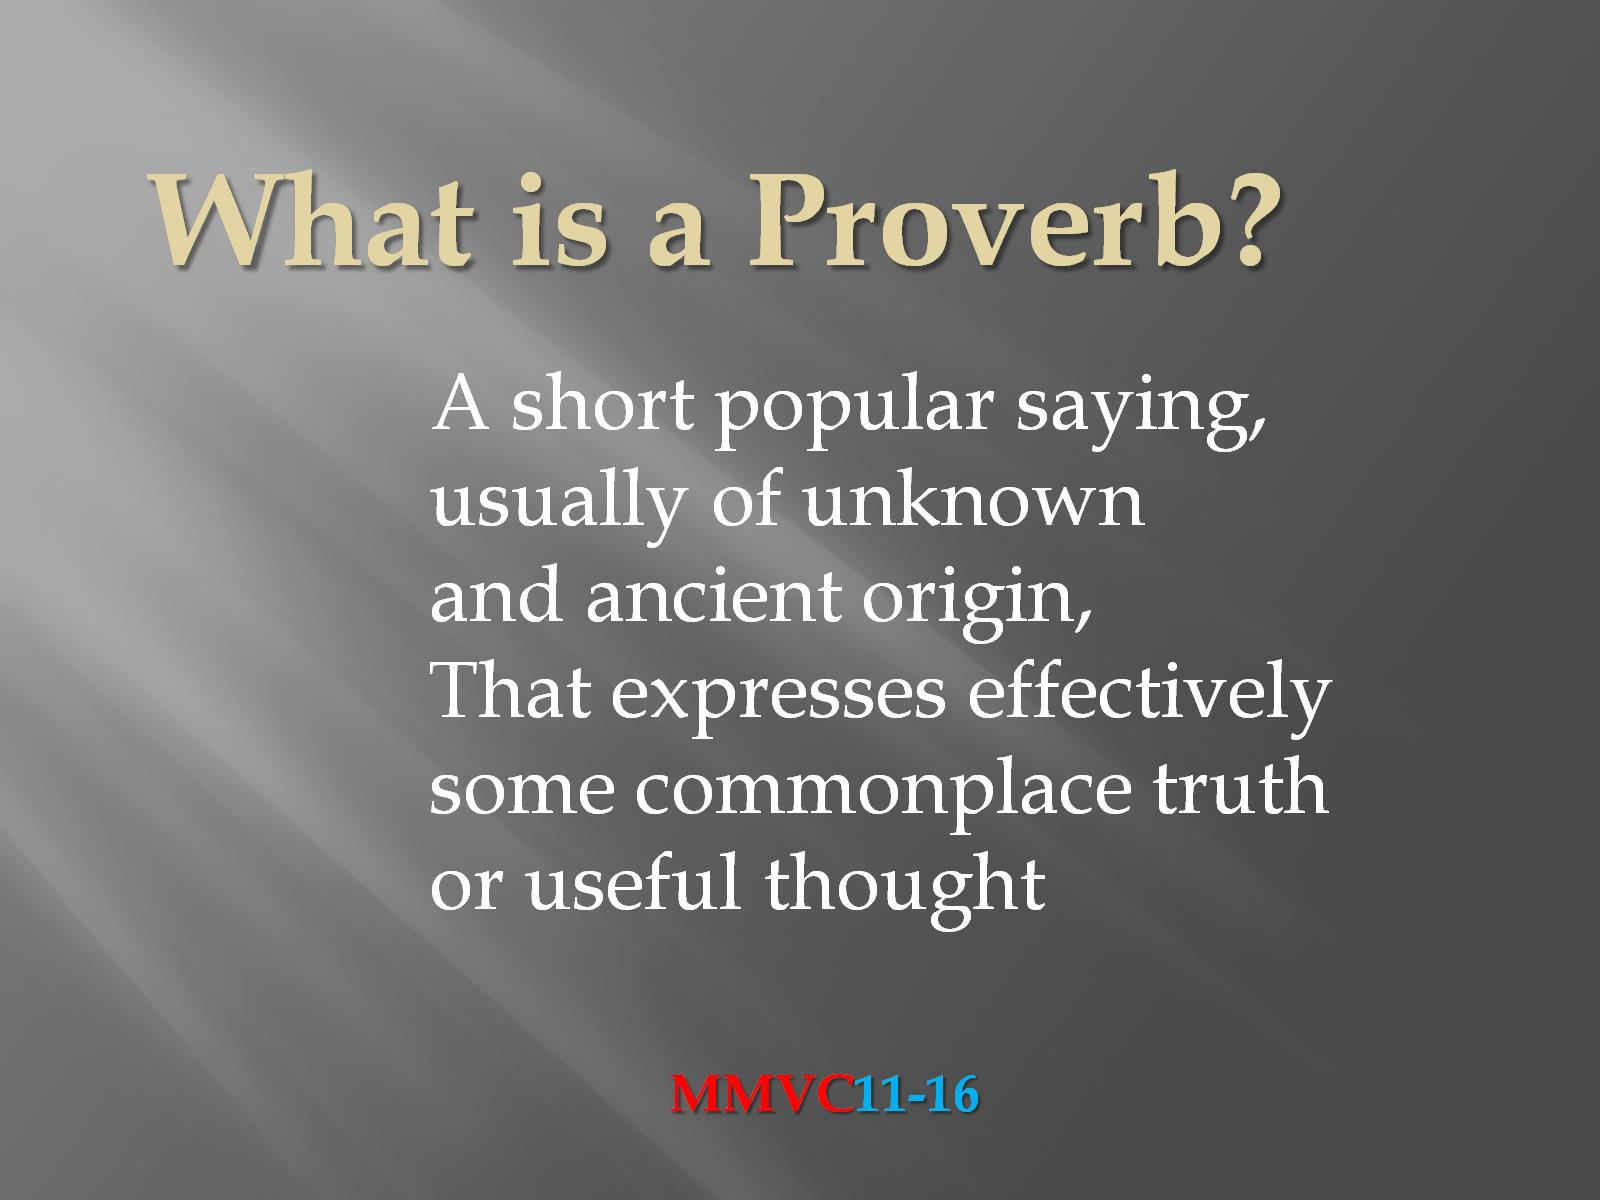 What is a Proverb?
A short popular saying,
usually of unknown
and ancient origin,
That expresses effectively
some commonplace truth
or useful thought
MMVC11-16